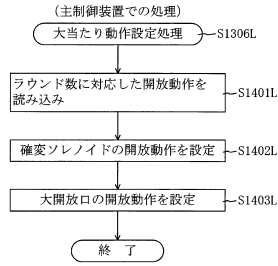 （主制御装置での処理）
大当たり動作設定処理
S1306L
ラウンド数に対応した開放動作を
読み込み
S1401L
確変ソレノイドの開放動作を設定
S1402L
大開放口の開放動作を設定
S1403L
終 了